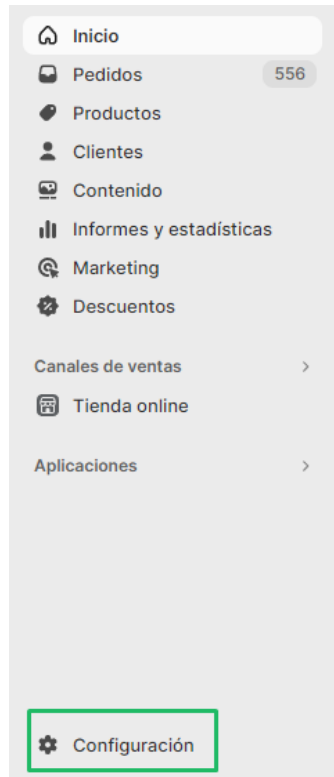 Inicio
Pedidos 556
Productos
Clientes
Contenido
Informes y estadísticas
Marketing
Descuentos
Canales de ventas
Tienda online
Aplicaciones
Configuración